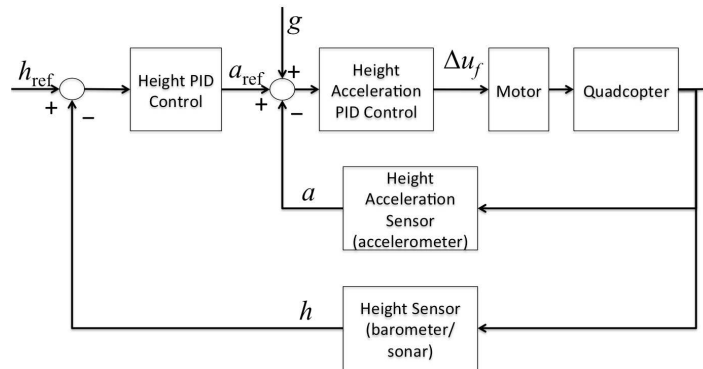 g
h_ref
+
−
Height PID
Control
a_ref
+
+
−
Height
Acceleration
PID Control
Δu_f
Motor
Quadcopter
a
Height
Acceleration
Sensor
(accelerometer)
h
Height Sensor
(barometer/
sonar)